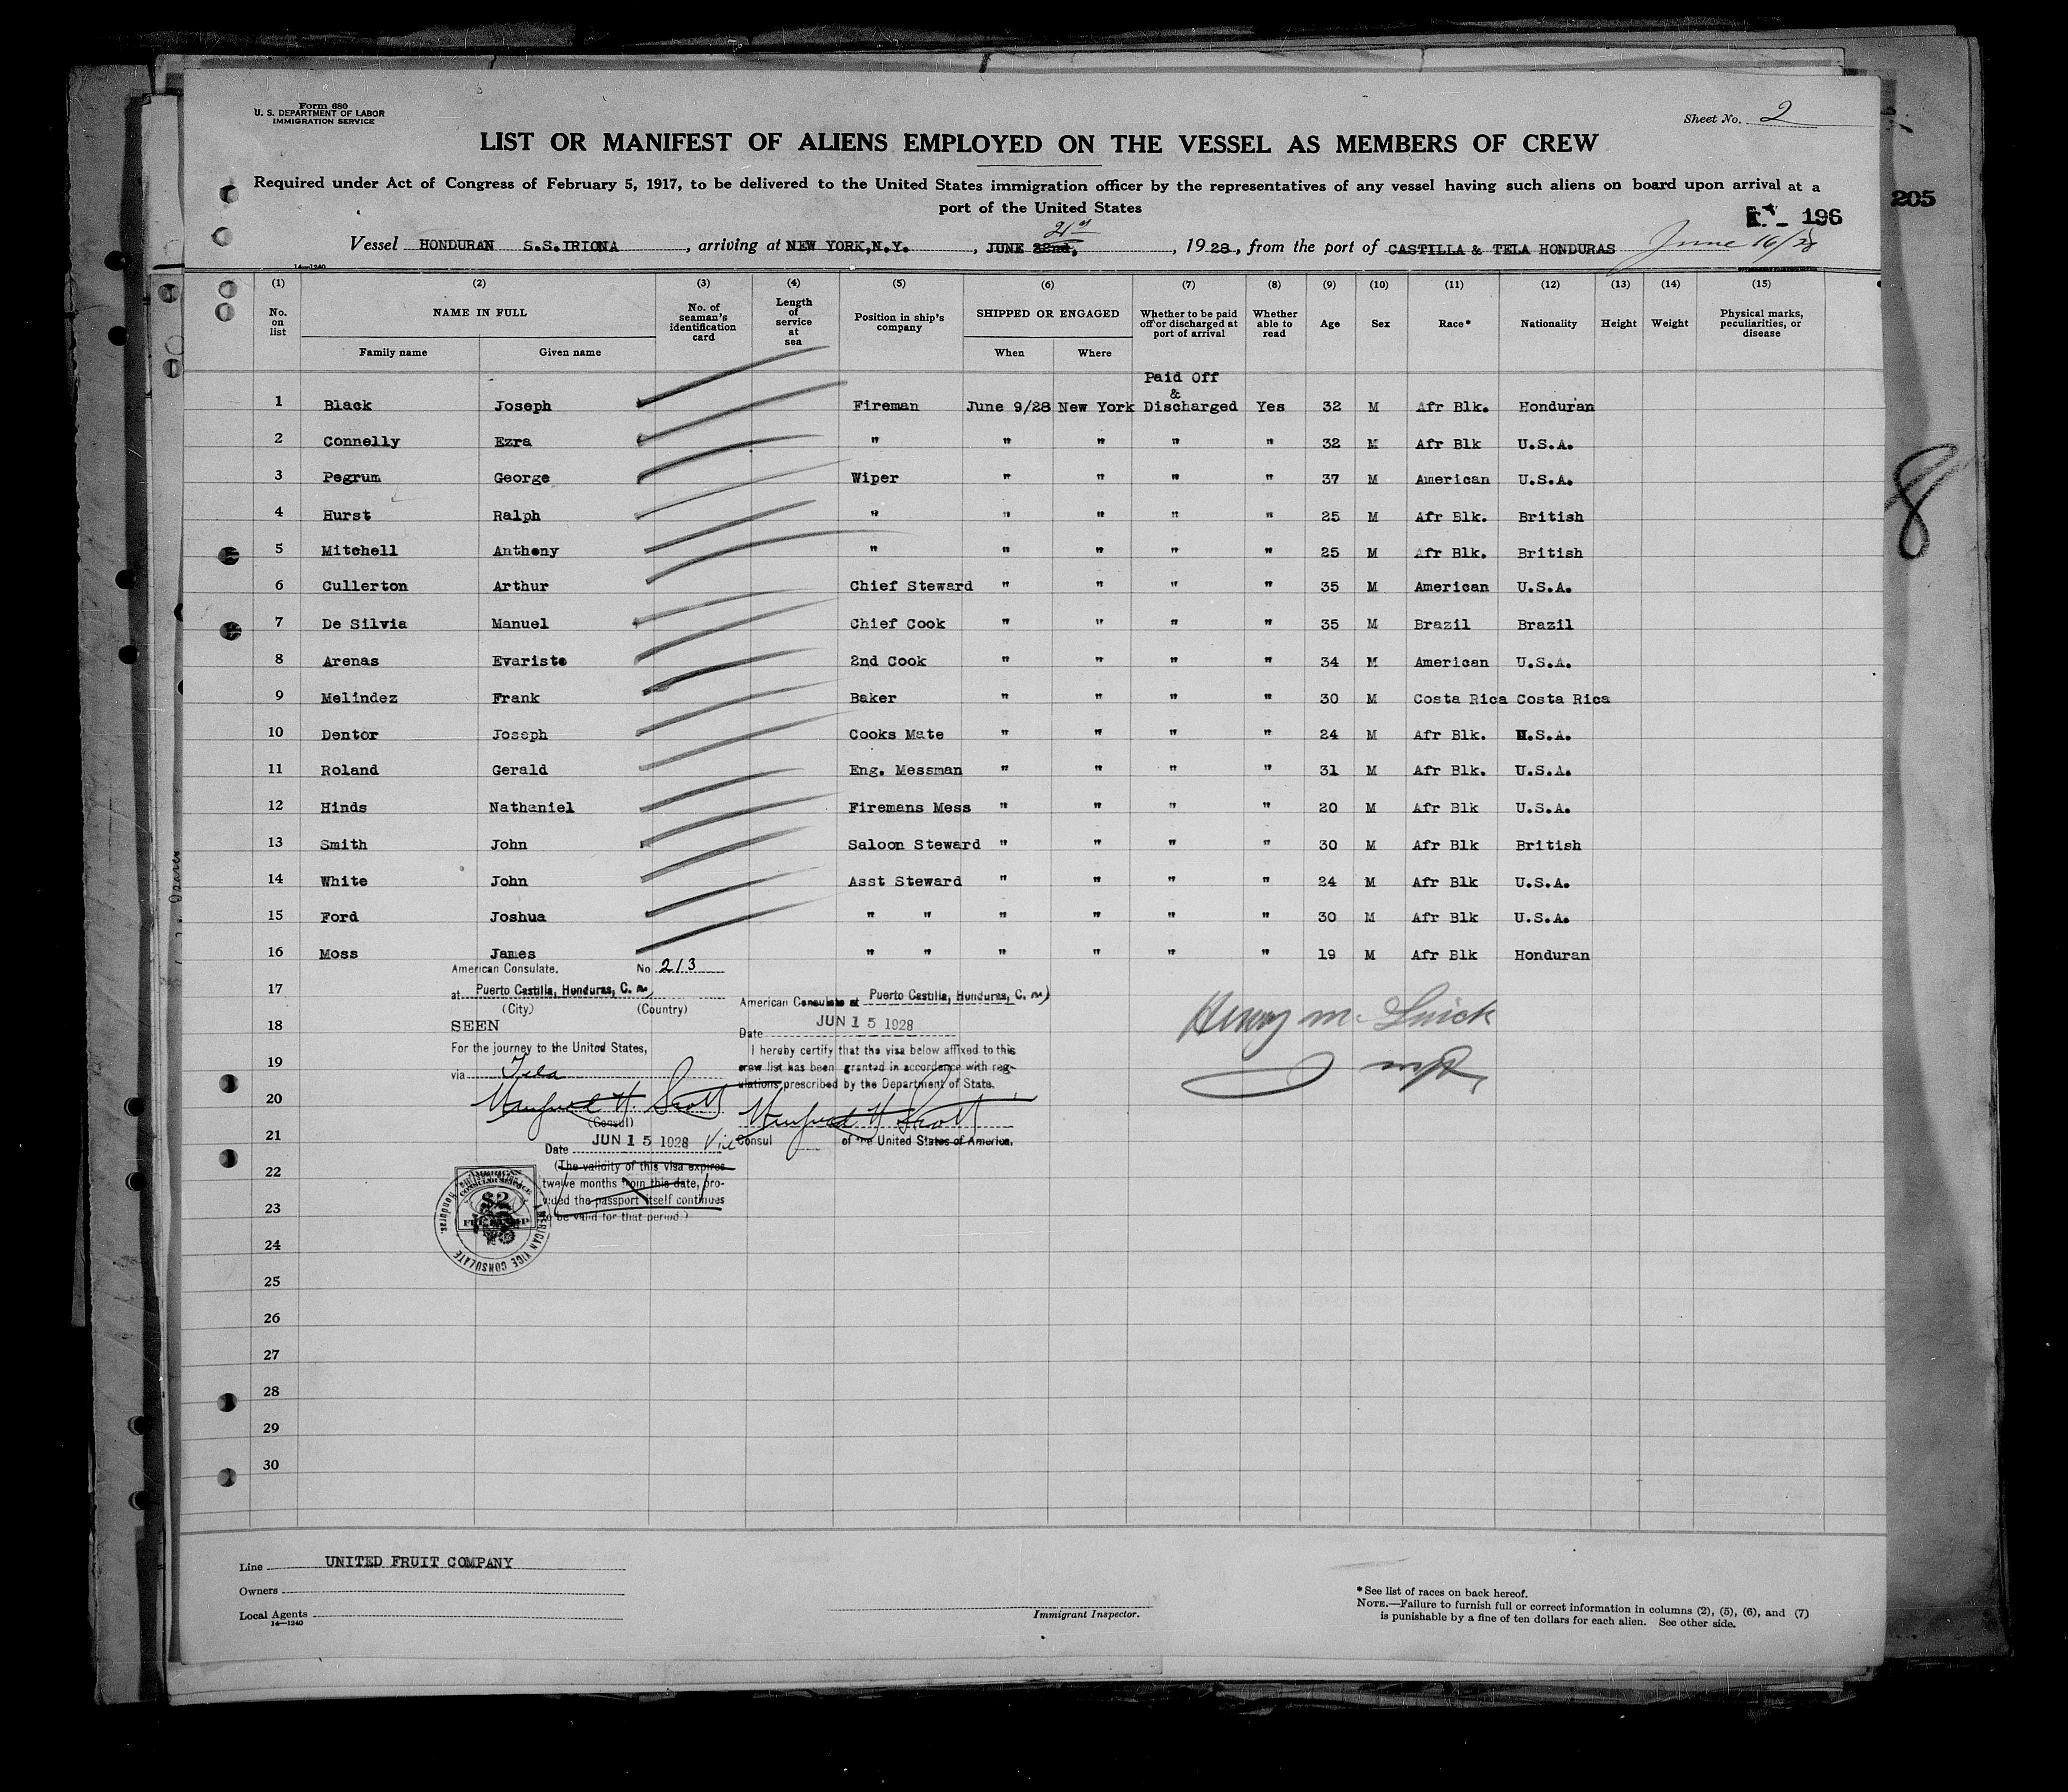 Form 680
U. S. DEPARTMENT OF LABOR
IMMIGRATION SERVICE
Sheet No. 2
LIST OR MANIFEST OF ALIENS EMPLOYED ON THE VESSEL AS MEMBERS OF CREW
Required under Act of Congress of February 5, 1917, to be delivered to the United States immigration officer by the representatives of any vessel having such aliens on board upon arrival at a
port of the United States
205
196
21st
Vessel HONDURAN S.S.IRIONA, arriving at NEW YORK,N.Y., JUNE 22nd, 1928, from the port of CASTILLA & TELA HONDURAS June 16/28
14—1240
(1) (2) (3) (4) (5) (6) (7) (8) (9) (10) (11) (12) (13) (14) (15)
No. on list NAME IN FULL No. of seaman's identification card Length of service at sea Position in ship's company SHIPPED OR ENGAGED Whether to be paid off or discharged at port of arrival Whether able to read Age Sex Race* Nationality Height Weight Physical marks, peculiarities, or disease
Family name Given name When Where
Paid Off
&
1 Black Joseph Fireman June 9/28 New York Discharged Yes 32 M Afr Blk. Honduran
2 Connelly Ezra " " " " " 32 M Afr Blk U.S.A.
3 Pegrum George Wiper " " " " 37 M American U.S.A.
4 Hurst Ralph " " " " " 25 M Afr Blk. British
5 Mitchell Anthony " " " " " 25 M Afr Blk. British
6 Cullerton Arthur Chief Steward " " " " 35 M American U.S.A.
7 De Silvia Manuel Chief Cook " " " " 35 M Brazil Brazil
8 Arenas Evaristo 2nd Cook " " " " 34 M American U.S.A.
9 Melindez Frank Baker " " " " 30 M Costa Rica Costa Rica
10 Dentor Joseph Cooks Mate " " " " 24 M Afr Blk. U.S.A.
11 Roland Gerald Eng. Messman " " " " 31 M Afr Blk. U.S.A.
12 Hinds Nathaniel Firemans Mess " " " " 20 M Afr Blk U.S.A.
13 Smith John Saloon Steward " " " " 30 M Afr Blk British
14 White John Asst Steward " " " " 24 M Afr Blk U.S.A.
15 Ford Joshua " " " " " " 30 M Afr Blk U.S.A.
16 Moss James " " " " " " 19 M Afr Blk Honduran
17
18
19
20
21
22
23
24
25
26
27
28
29
30
8
American Consulate. No 213
at Puerto Castilla, Honduras, C. A.
(City) (Country)
SEEN
For the journey to the United States,
via Tela
Scott
(Consul)
Date JUN 15 1928
(The validity of this visa expires
twelve months from this date, pro-
vided the passport itself continues
to be valid for that period.)
AMERICAN
CONSULAR SERVICE
$2
FEE STAMP
AMERICAN VICE CONSULATE
Honduras.
American Consulate at Puerto Castilla, Honduras, C. A.
Date JUN 15 1928
I hereby certify that the visa below affixed to this
crew list has been granted in accordance with reg-
ulations prescribed by the Department of State.
Scott
Vice Consul of the United States of America.
Line UNITED FRUIT COMPANY
Owners
Local Agents
14—1240
Immigrant Inspector.
*See list of races on back hereof.
NOTE.—Failure to furnish full or correct information in columns (2), (5), (6), and (7)
is punishable by a fine of ten dollars for each alien. See other side.